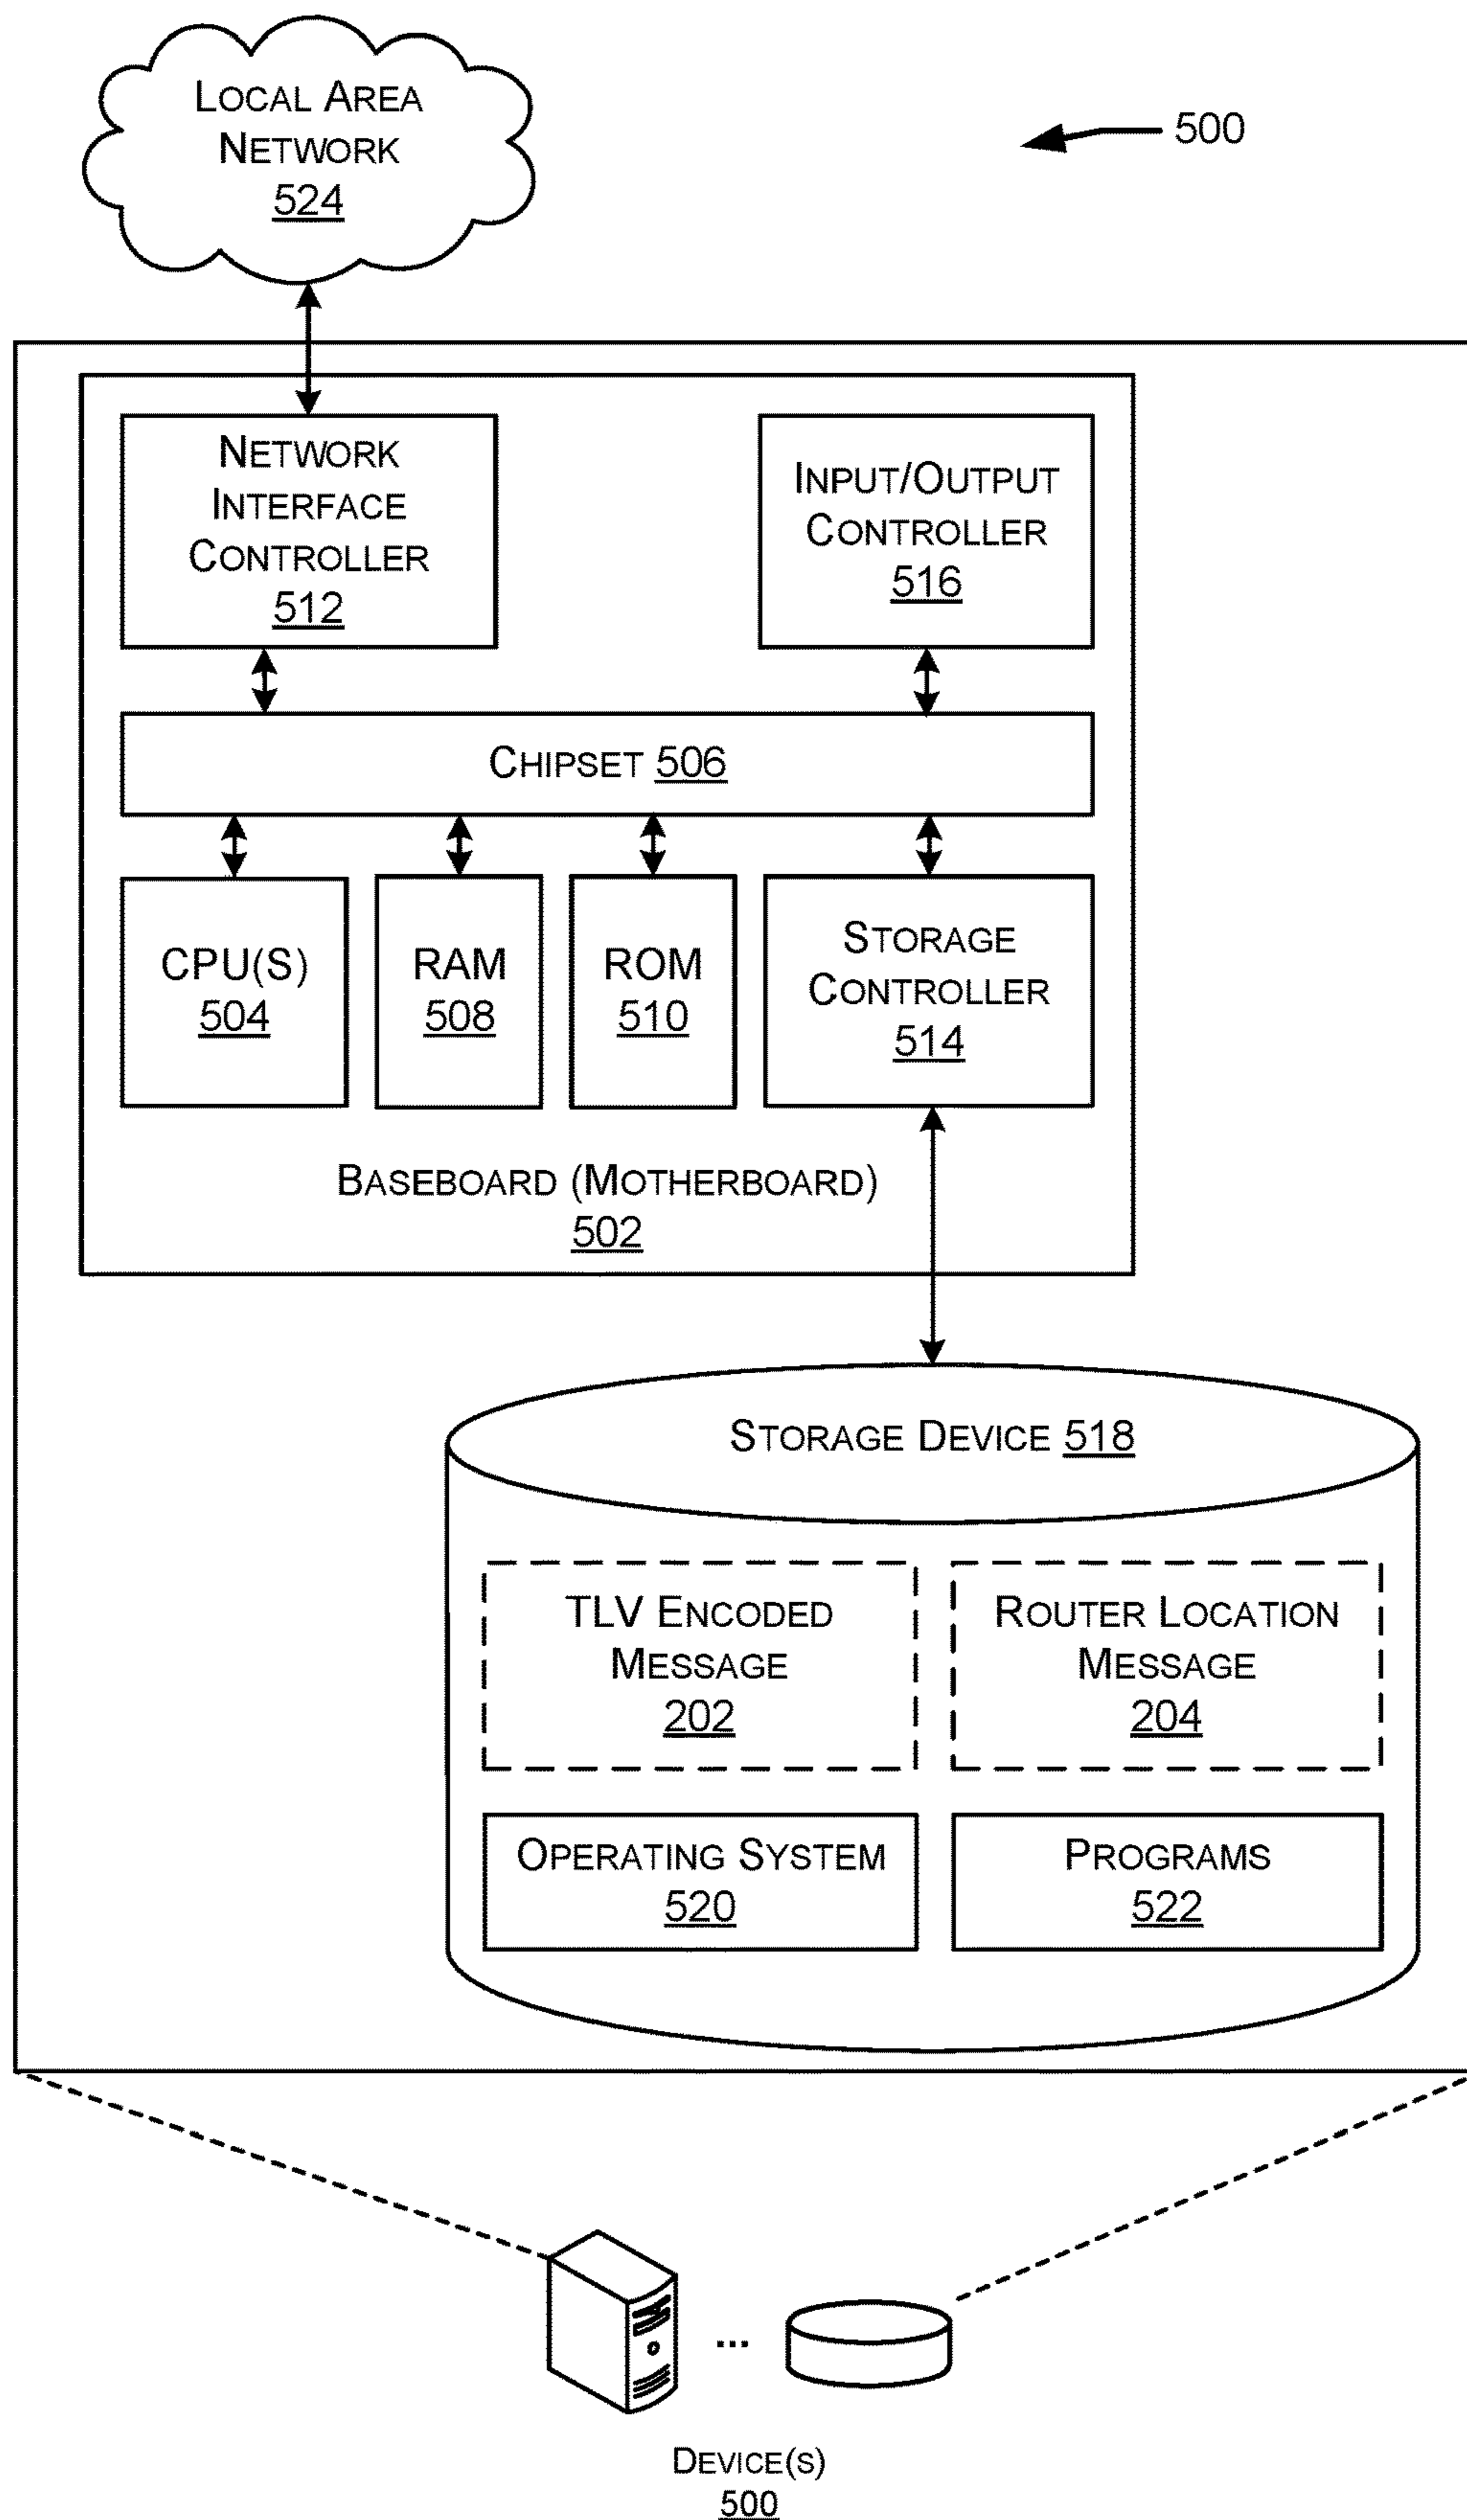 LOCAL AREA
NETWORK
524
500
NETWORK
INTERFACE
CONTROLLER
512
INPUT/OUTPUT
CONTROLLER
516
CHIPSET 506
CPU(S)
504
RAM
508
ROM
510
STORAGE
CONTROLLER
514
BASEBOARD (MOTHERBOARD)
502
STORAGE DEVICE 518
TLV ENCODED
MESSAGE
202
ROUTER LOCATION
MESSAGE
204
OPERATING SYSTEM
520
PROGRAMS
522
...
DEVICE(S)
500